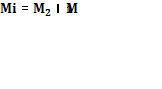 Mi = M₂ I M